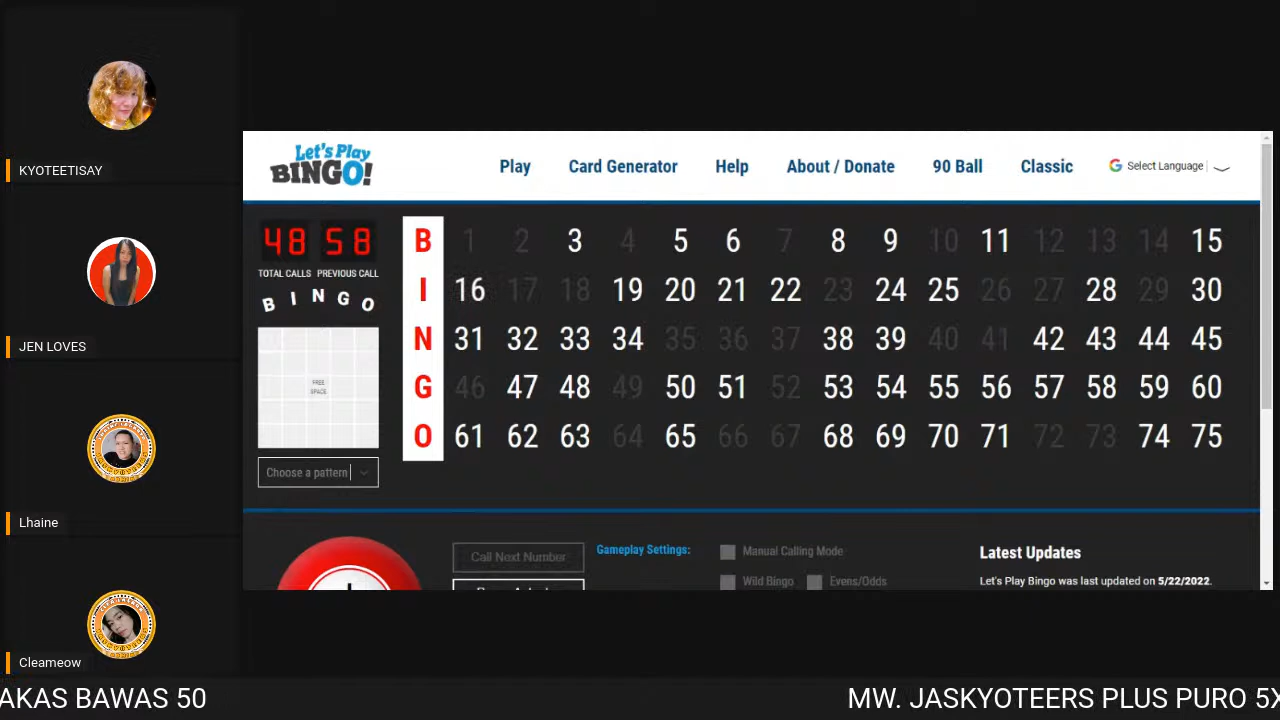 KYOTEETISAY
JEN LOVES
Lhaine
Cleameow
Let's Play
BINGO!
Play Card Generator Help About / Donate 90 Ball Classic Select Language
48 58
TOTAL CALLS PREVIOUS CALL
B I N G O
FREE
SPACE
Choose a pattern
B 1 2 3 4 5 6 7 8 9 10 11 12 13 14 15
I 16 17 18 19 20 21 22 23 24 25 26 27 28 29 30
N 31 32 33 34 35 36 37 38 39 40 41 42 43 44 45
G 46 47 48 49 50 51 52 53 54 55 56 57 58 59 60
O 61 62 63 64 65 66 67 68 69 70 71 72 73 74 75
Call Next Number
Gameplay Settings:
Manual Calling Mode
Wild Bingo Evens/Odds
Latest Updates
Let's Play Bingo was last updated on 5/22/2022.
AKAS BAWAS 50 MW. JASKYOTEERS PLUS PURO 5X